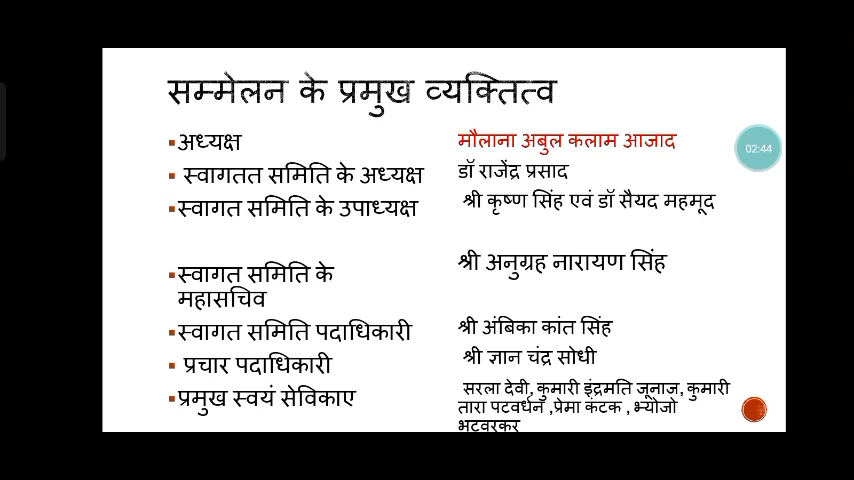 सम्मेलन के प्रमुख व्यक्तित्व
▪अध्यक्ष
मौलाना अबुल कलाम आजाद
02:44
▪ स्वागतत समिति के अध्यक्ष
डॉ राजेंद्र प्रसाद
▪स्वागत समिति के उपाध्यक्ष
श्री कृष्ण सिंह एवं डॉ सैयद महमूद
▪स्वागत समिति के
महासचिव
श्री अनुग्रह नारायण सिंह
▪स्वागत समिति पदाधिकारी
श्री अंबिका कांत सिंह
▪ प्रचार पदाधिकारी
श्री ज्ञान चंद्र सोधी
▪प्रमुख स्वयं सेविकाए
सरला देवी, कुमारी इंद्रमति जूनाज, कुमारी
तारा पटवर्धन ,प्रेमा कंटक , भ्योजो
भटवरकर